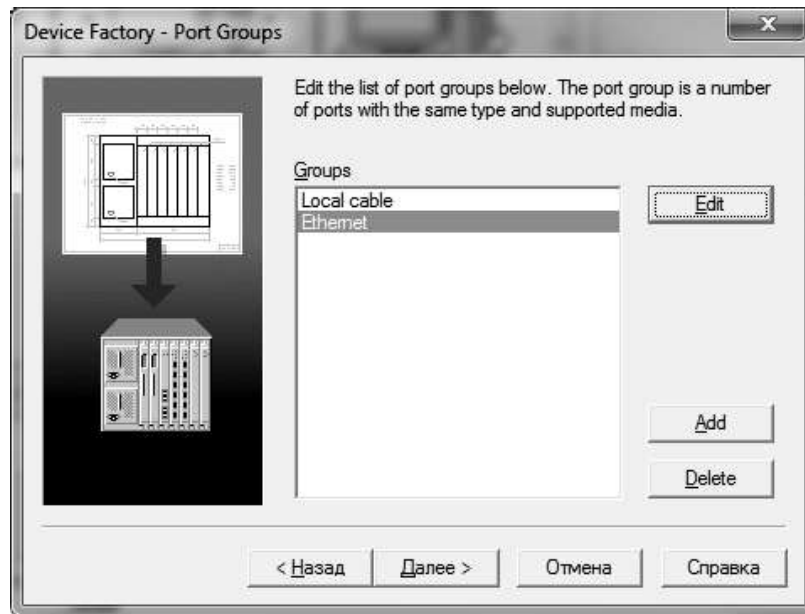 Device Factory - Port Groups
Edit the list of port groups below. The port group is a number
of ports with the same type and supported media.
Groups
Local cable
Ethernet
Edit
Add
Delete
< Назад
Далее >
Отмена
Справка